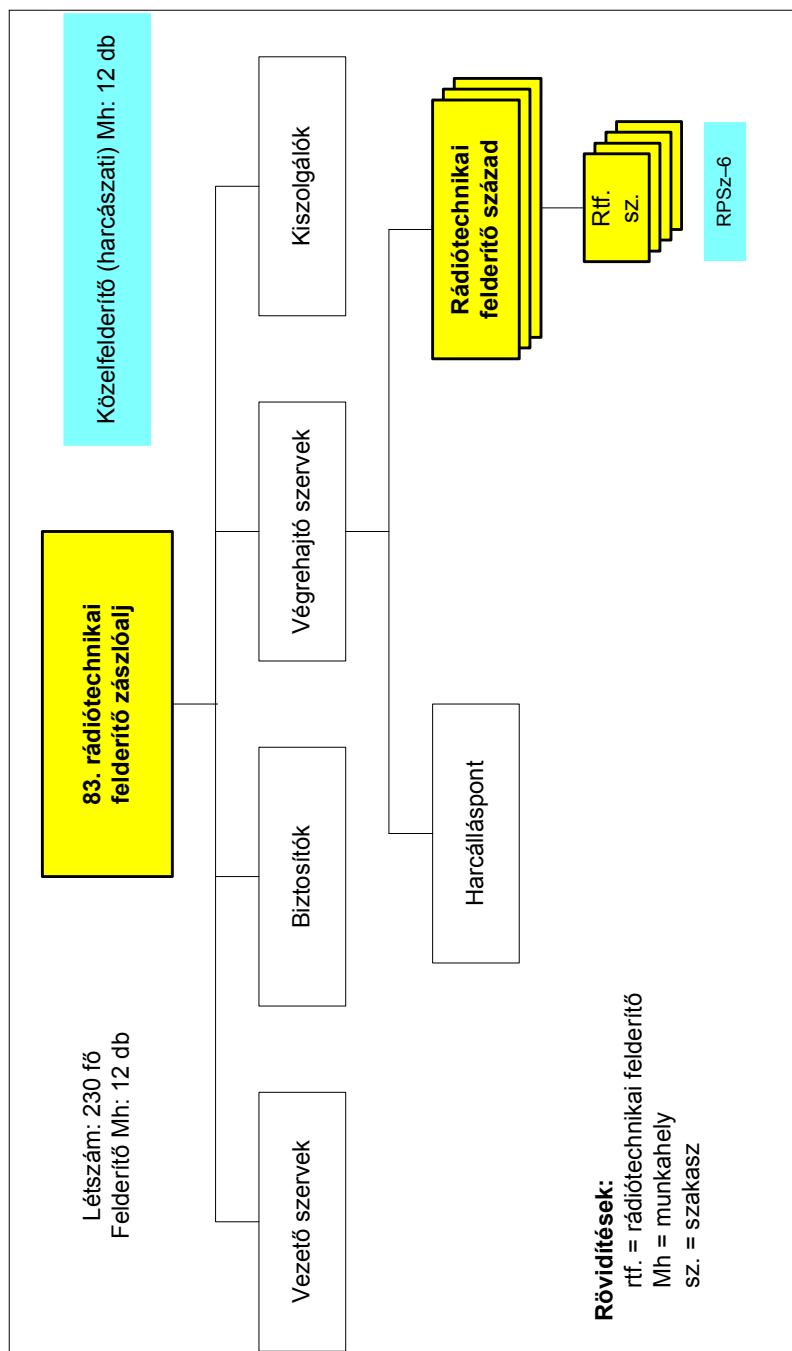 Létszám: 230 fő
Felderítő Mh: 12 db
83. rádiótechnikai
felderítő zászlóalj
Közelfelderítő (harcászati) Mh: 12 db
Vezető szervek
Biztosítók
Végrehajtó szervek
Kiszolgálók
Harcálláspont
Rádiótechnikai
felderítő század
Rtf.
sz.
RPSz–6
Rövidítések:
rtf. = rádiótechnikai felderítő
Mh = munkahely
sz. = szakasz